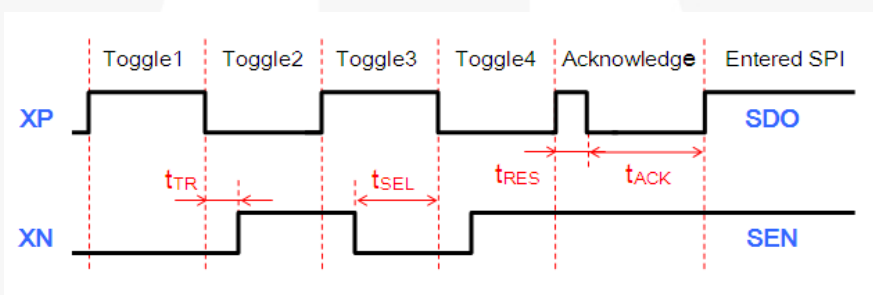 Toggle1 Toggle2 Toggle3 Toggle4 Acknowledge Entered SPI
XP SDO
tTR tSEL tRES tACK
XN SEN